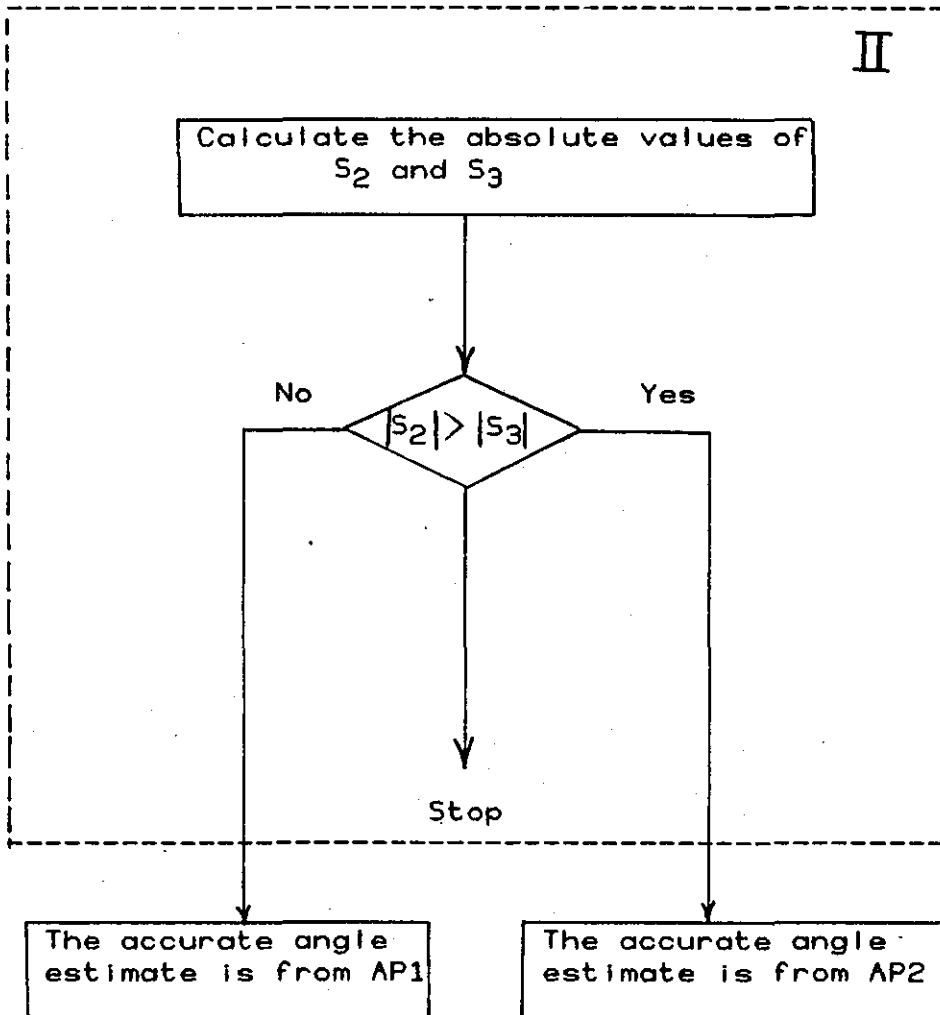 II
Calculate the absolute values of
S₂ and S₃
No
Yes
|S₂| > |S₃|
Stop
The accurate angle
estimate is from AP1
The accurate angle
estimate is from AP2